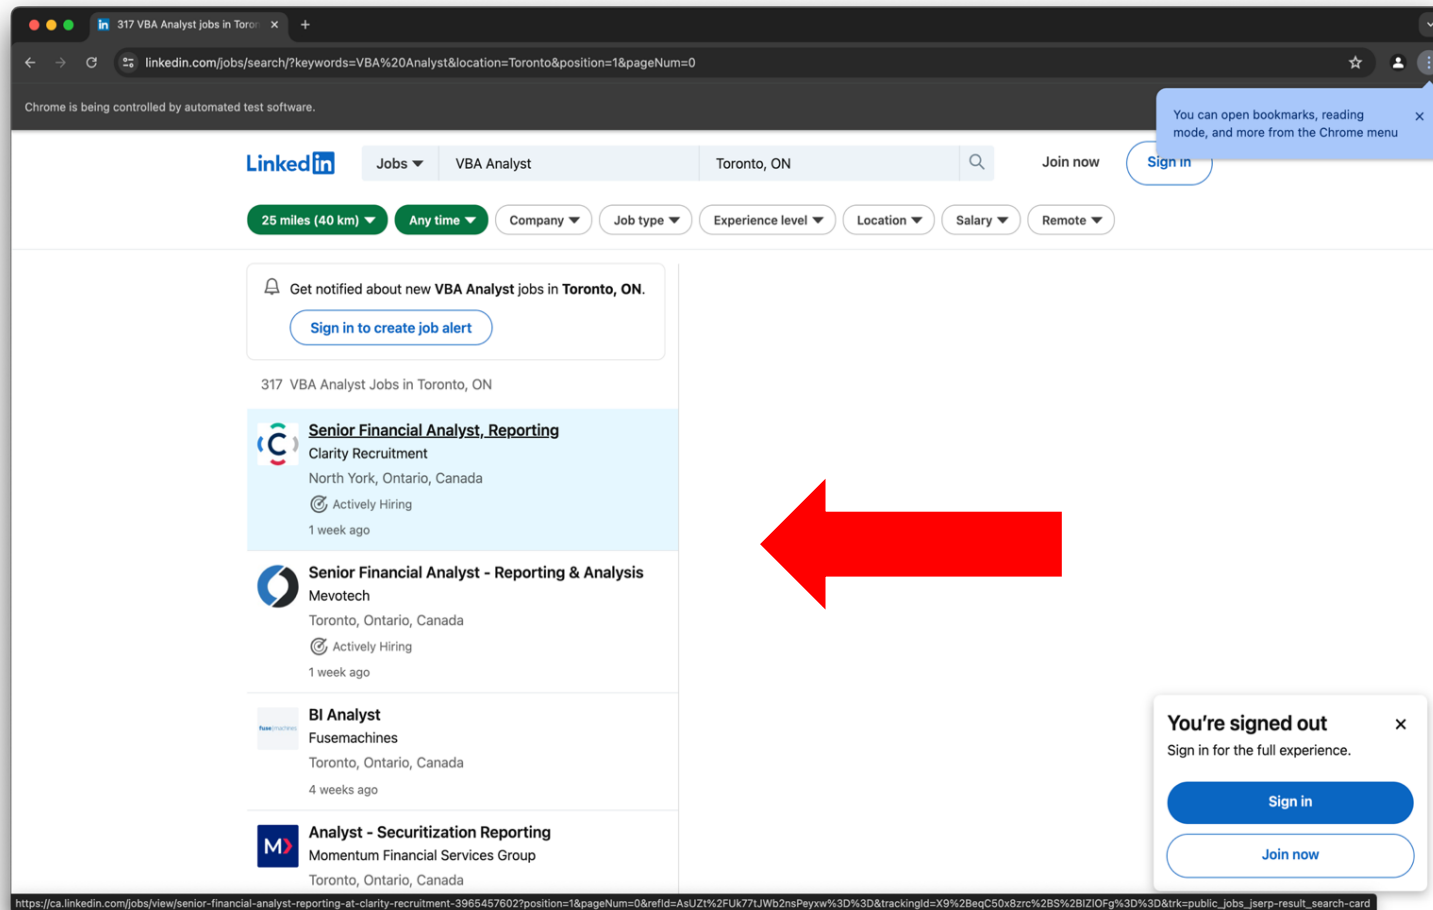 317 VBA Analyst jobs in Toron
linkedin.com/jobs/search/?keywords=VBA%20Analyst&location=Toronto&position=1&pageNum=0
Chrome is being controlled by automated test software.
You can open bookmarks, reading
mode, and more from the Chrome menu
Linked in
Jobs
VBA Analyst
Toronto, ON
Join now
Sign in
25 miles (40 km)
Any time
Company
Job type
Experience level
Location
Salary
Remote
Get notified about new VBA Analyst jobs in Toronto, ON.
Sign in to create job alert
317 VBA Analyst Jobs in Toronto, ON
Senior Financial Analyst, Reporting
Clarity Recruitment
North York, Ontario, Canada
Actively Hiring
1 week ago
Senior Financial Analyst - Reporting & Analysis
Mevotech
Toronto, Ontario, Canada
Actively Hiring
1 week ago
BI Analyst
Fusemachines
Toronto, Ontario, Canada
4 weeks ago
Analyst - Securitization Reporting
Momentum Financial Services Group
Toronto, Ontario, Canada
You're signed out
Sign in for the full experience.
Sign in
Join now
https://ca.linkedin.com/jobs/view/senior-financial-analyst-reporting-at-clarity-recruitment-3965457602?position=1&pageNum=0&refId=AsUZt%2FUk77tJWb2nsPeyxw%3D%3D&trackingId=X9%2BeqC50x8zrc%2BS%2BIZIOFg%3D%3D&trk=public_jobs_jserp-result_search-card